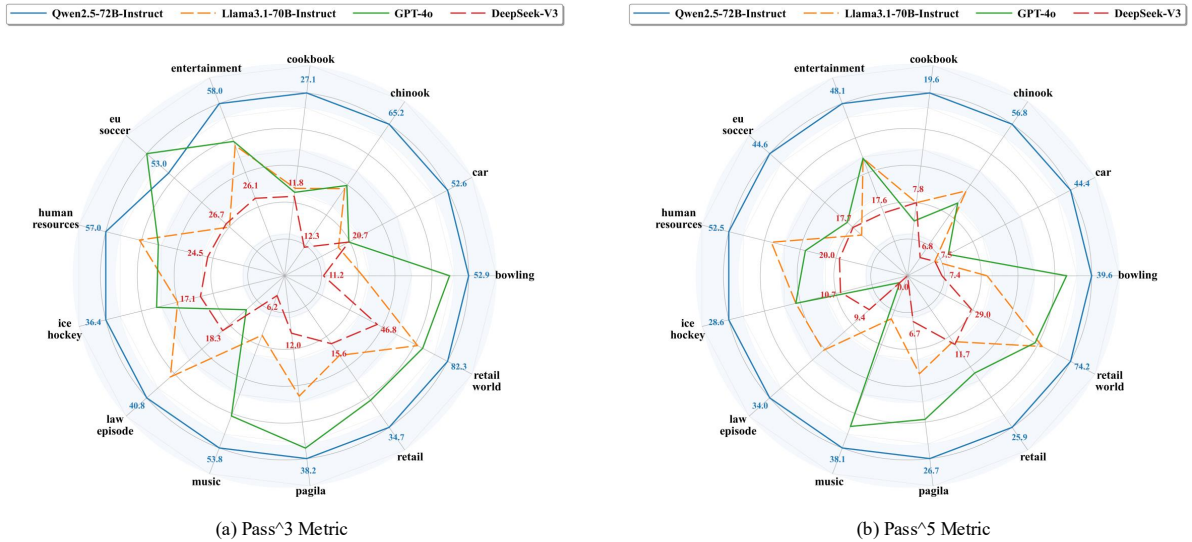 Qwen2.5-72B-Instruct Llama3.1-70B-Instruct GPT-4o DeepSeek-V3
cookbook
27.1
entertainment
58.0
chinook
65.2
eu
soccer
53.0
car
52.6
human
resources
57.0
bowling
52.9
ice
hockey
36.4
retail
world
82.3
law
episode
40.8
music
53.8
pagila
38.2
retail
34.7
11.8
26.1
26.7
12.3
20.7
24.5
11.2
17.1
6.2
46.8
18.3
12.0
15.6
(a) Pass^3 Metric
Qwen2.5-72B-Instruct Llama3.1-70B-Instruct GPT-4o DeepSeek-V3
cookbook
19.6
entertainment
48.1
chinook
56.8
eu
soccer
44.6
car
44.4
human
resources
52.5
bowling
39.6
ice
hockey
28.6
retail
world
74.2
law
episode
34.0
music
38.1
pagila
26.7
retail
25.9
7.8
17.6
17.7
6.8
7.5
20.0
7.4
10.7
0.0
29.0
9.4
6.7
11.7
(b) Pass^5 Metric